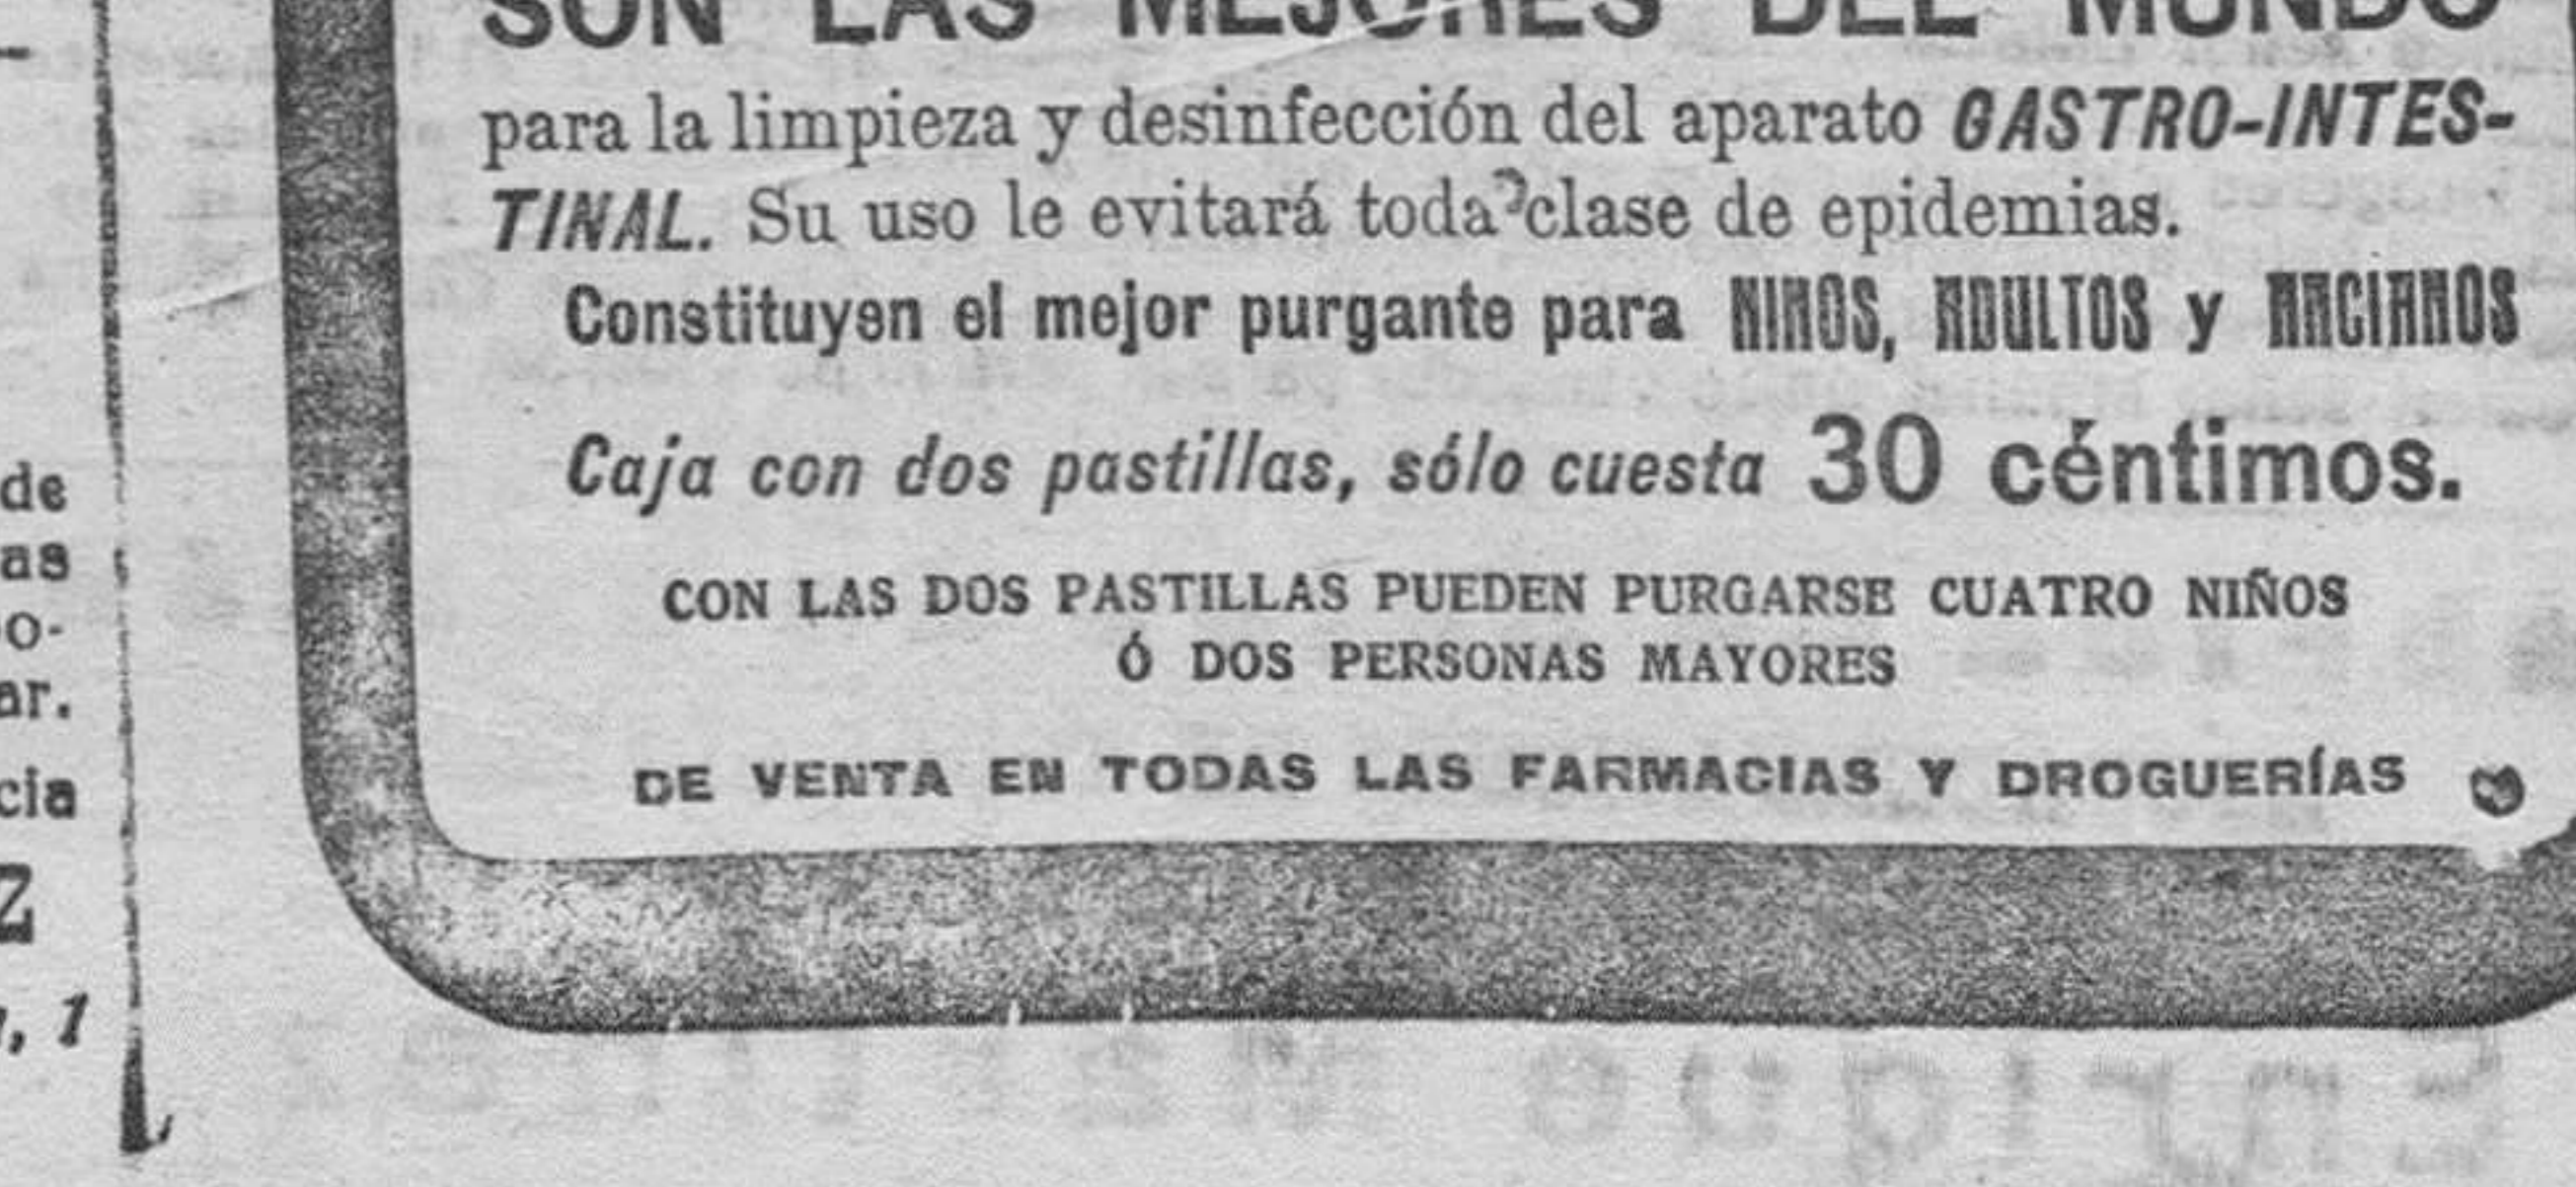 SON LAS MEJORES DEL MUNDO
para la limpieza y desinfección del aparato GASTRO-INTES-
TINAL. Su uso le evitará toda clase de epidemias.
Constituyen el mejor purgante para NIÑOS, ADULTOS y ANCIANOS
Caja con dos pastillas, sólo cuesta 30 céntimos.
CON LAS DOS PASTILLAS PUEDEN PURGARSE CUATRO NIÑOS
Ó DOS PERSONAS MAYORES
DE VENTA EN TODAS LAS FARMACIAS Y DROGUERÍAS
de
as
o-
ar.
cia
Z
, 1